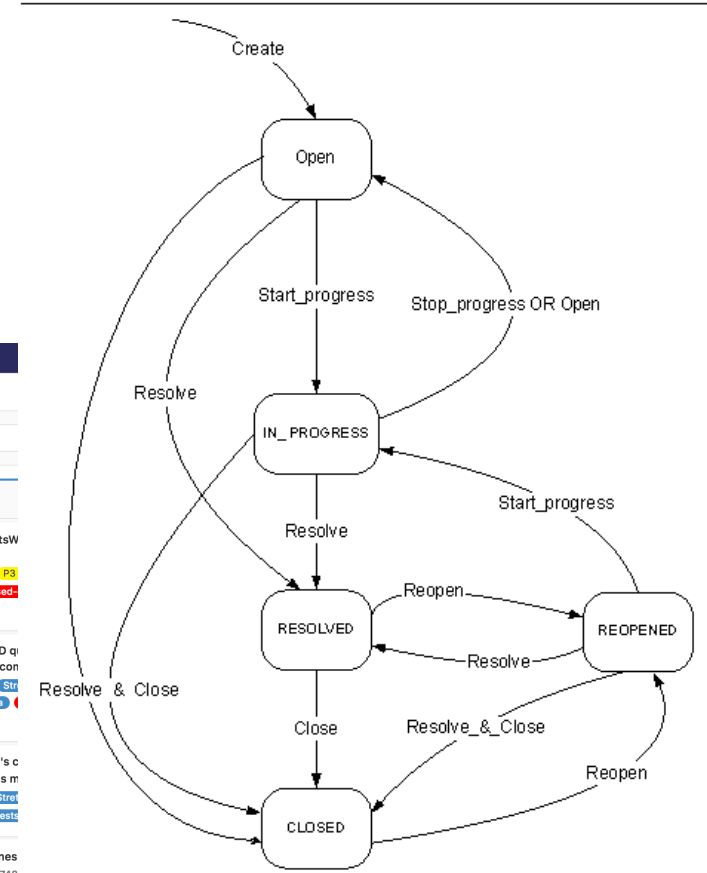 Create
Open
Start_progress
Stop_progress OR Open
Resolve
IN_PROGRESS
Start_progress
Resolve
P3
Reopen
RESOLVED
REOPENED
Resolve
Resolve & Close
Close
Resolve_&_Close
Reopen
CLOSED